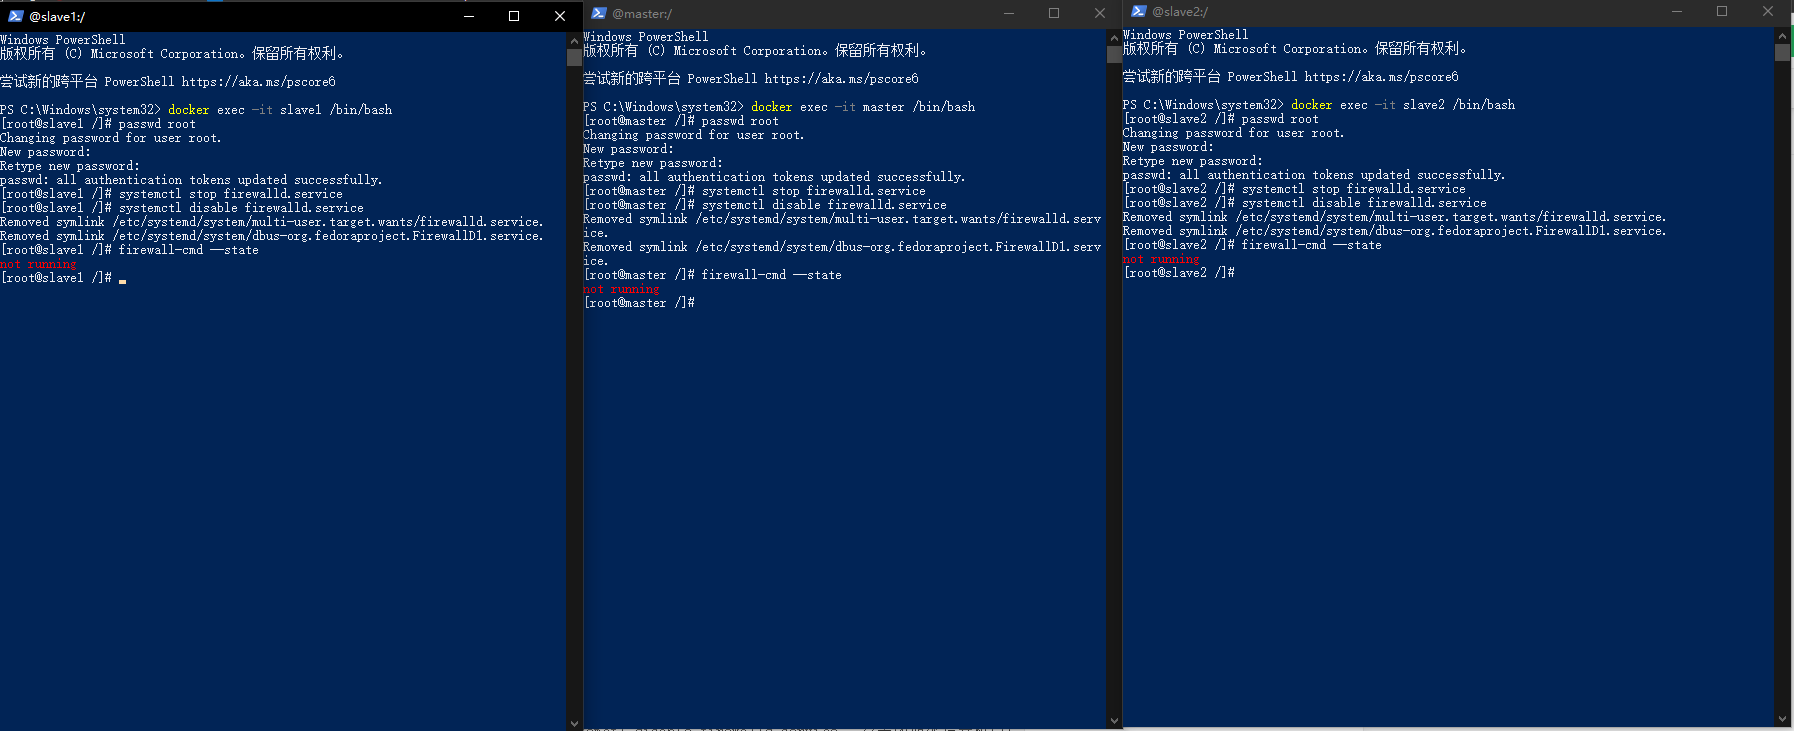 @slave1:/
Windows PowerShell
版权所有 (C) Microsoft Corporation。保留所有权利。
尝试新的跨平台 PowerShell https://aka.ms/pscore6
PS C:\Windows\system32> docker exec -it slave1 /bin/bash
[root@slave1 /]# passwd root
Changing password for user root.
New password:
Retype new password:
passwd: all authentication tokens updated successfully.
[root@slave1 /]# systemctl stop firewalld.service
[root@slave1 /]# systemctl disable firewalld.service
Removed symlink /etc/systemd/system/multi-user.target.wants/firewalld.service.
Removed symlink /etc/systemd/system/dbus-org.fedoraproject.FirewallD1.service.
[root@slave1 /]# firewall-cmd --state
not running
[root@slave1 /]#
@master:/
Windows PowerShell
版权所有 (C) Microsoft Corporation。保留所有权利。
尝试新的跨平台 PowerShell https://aka.ms/pscore6
PS C:\Windows\system32> docker exec -it master /bin/bash
[root@master /]# passwd root
Changing password for user root.
New password:
Retype new password:
passwd: all authentication tokens updated successfully.
[root@master /]# systemctl stop firewalld.service
[root@master /]# systemctl disable firewalld.service
Removed symlink /etc/systemd/system/multi-user.target.wants/firewalld.serv
ice.
Removed symlink /etc/systemd/system/dbus-org.fedoraproject.FirewallD1.serv
ice.
[root@master /]# firewall-cmd --state
not running
[root@master /]#
@slave2:/
Windows PowerShell
版权所有 (C) Microsoft Corporation。保留所有权利。
尝试新的跨平台 PowerShell https://aka.ms/pscore6
PS C:\Windows\system32> docker exec -it slave2 /bin/bash
[root@slave2 /]# passwd root
Changing password for user root.
New password:
Retype new password:
passwd: all authentication tokens updated successfully.
[root@slave2 /]# systemctl stop firewalld.service
[root@slave2 /]# systemctl disable firewalld.service
Removed symlink /etc/systemd/system/multi-user.target.wants/firewalld.service.
Removed symlink /etc/systemd/system/dbus-org.fedoraproject.FirewallD1.service.
[root@slave2 /]# firewall-cmd --state
not running
[root@slave2 /]#